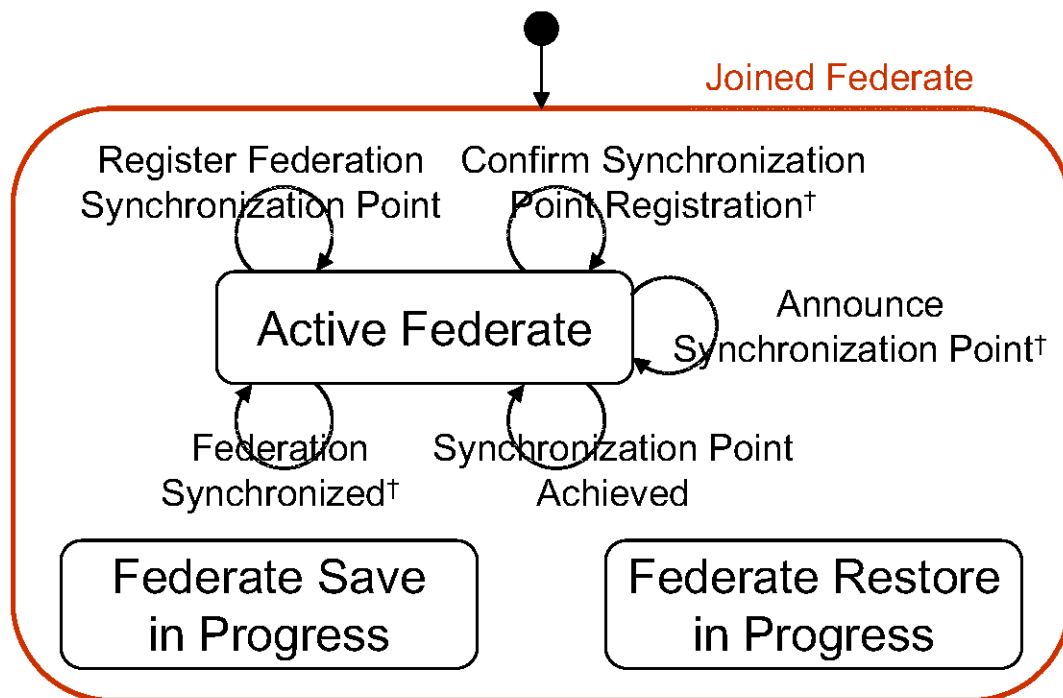 Joined Federate
Register Federation
Synchronization Point
Confirm Synchronization
Point Registration†
Active Federate
Announce
Synchronization Point†
Federation
Synchronized†
Synchronization Point
Achieved
Federate Save
in Progress
Federate Restore
in Progress